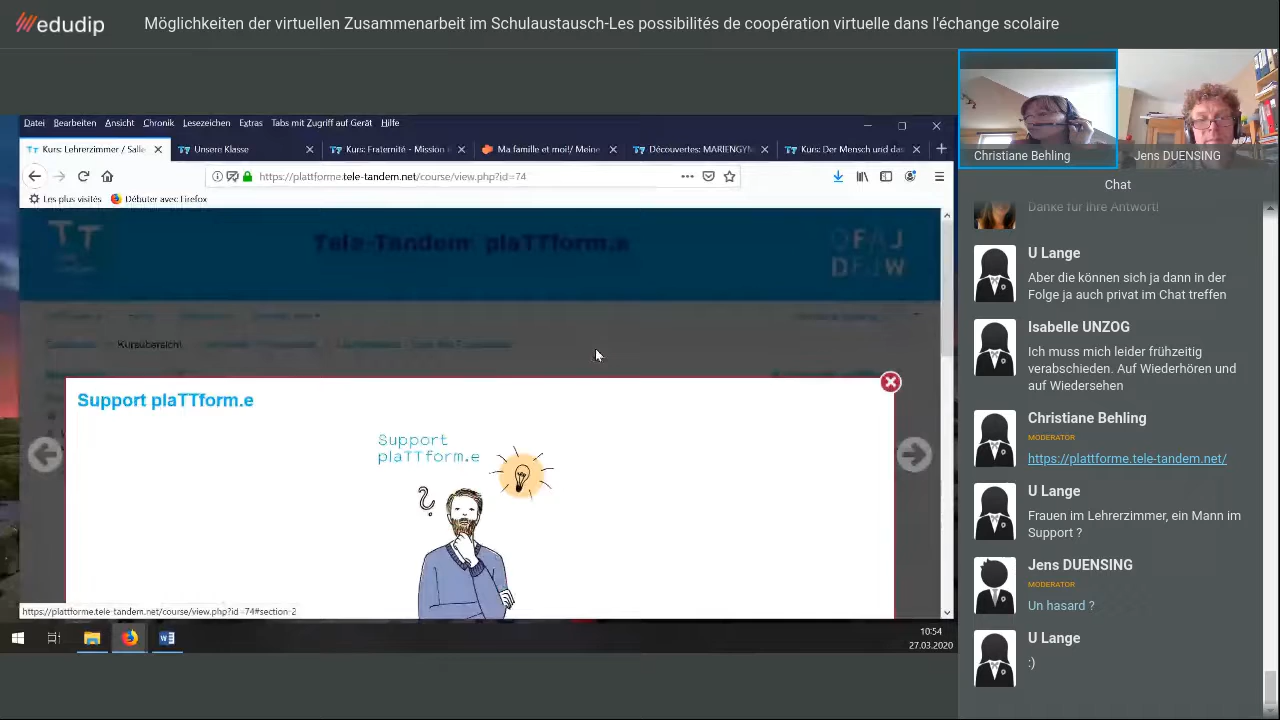 edudip
Möglichkeiten der virtuellen Zusammenarbeit im Schulaustausch-Les possibilités de coopération virtuelle dans l'échange scolaire
Datei Bearbeiten Ansicht Chronik Lesezeichen Extras Tabs mit Zugriff auf Gerät Hilfe
Kurs: Lehrerzimmer / Salle
Unsere Klasse
Kurs: Fraternité - Mission
Ma famille et moi!/ Meine
Découvertes: MARIENGYM
Kurs: Der Mensch und das
https://plattforme.tele-tandem.net/course/view.php?id=74
Les plus visités
Débuter avec Firefox
TT
Tele-Tandem: plaTTform.e
OFAJ
DFJW
Kursübersicht
Support plaTTform.e
Support
plaTTform.e
?
https://plattforme.tele-tandem.net/course/view.php?id=74#section-2
10:54
27.03.2020
Christiane Behling
Jens DUENSING
Chat
Danke für Ihre Antwort!
U Lange
Aber die können sich ja dann in der
Folge ja auch privat im Chat treffen
Isabelle UNZOG
Ich muss mich leider frühzeitig
verabschieden. Auf Wiederhören und
auf Wiedersehen
Christiane Behling
MODERATOR
https://plattforme.tele-tandem.net/
U Lange
Frauen im Lehrerzimmer, ein Mann im
Support ?
Jens DUENSING
MODERATOR
Un hasard ?
U Lange
:)